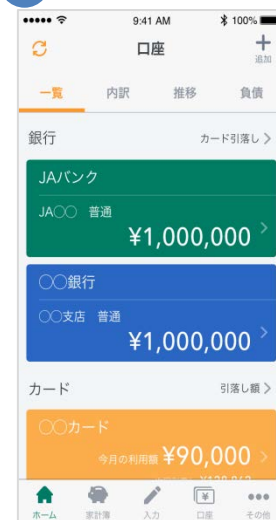 9:41 AM 100%
口座
追加
一覧 内訳 推移 負債
銀行 カード引落し >
JAバンク
JA〇〇 普通
¥1,000,000 >
〇〇銀行
〇〇支店 普通
¥1,000,000 >
カード 引落し額 >
〇〇カード
今月の利用額 ¥90,000 >
ホーム 家計簿 入力 口座 その他